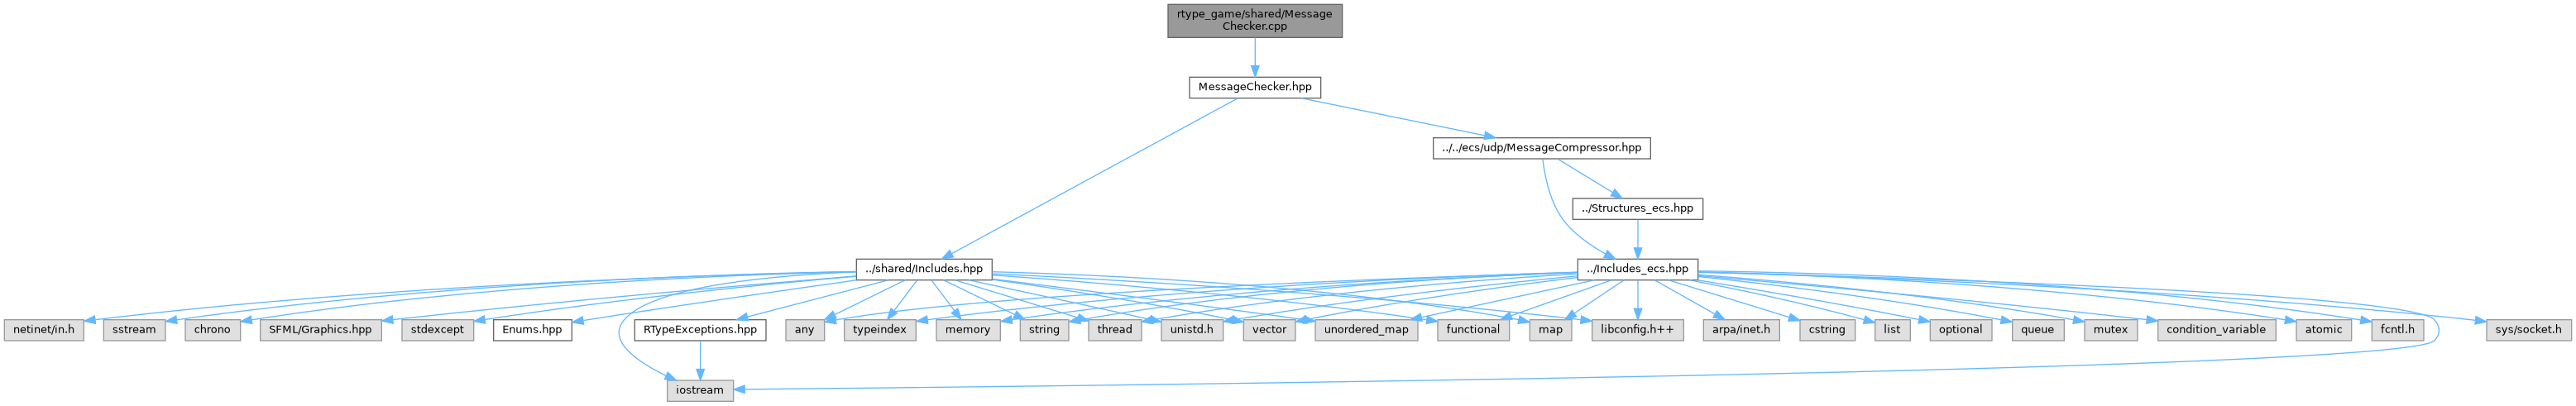 rtype_game/shared/Message
Checker.cpp
MessageChecker.hpp
../../ecs/udp/MessageCompressor.hpp
../Structures_ecs.hpp
../shared/Includes.hpp
../Includes_ecs.hpp
netinet/in.h
sstream
chrono
SFML/Graphics.hpp
stdexcept
Enums.hpp
RTypeExceptions.hpp
any
typeindex
memory
string
thread
unistd.h
vector
unordered_map
functional
map
libconfig.h++
arpa/inet.h
cstring
list
optional
queue
mutex
condition_variable
atomic
fcntl.h
sys/socket.h
iostream